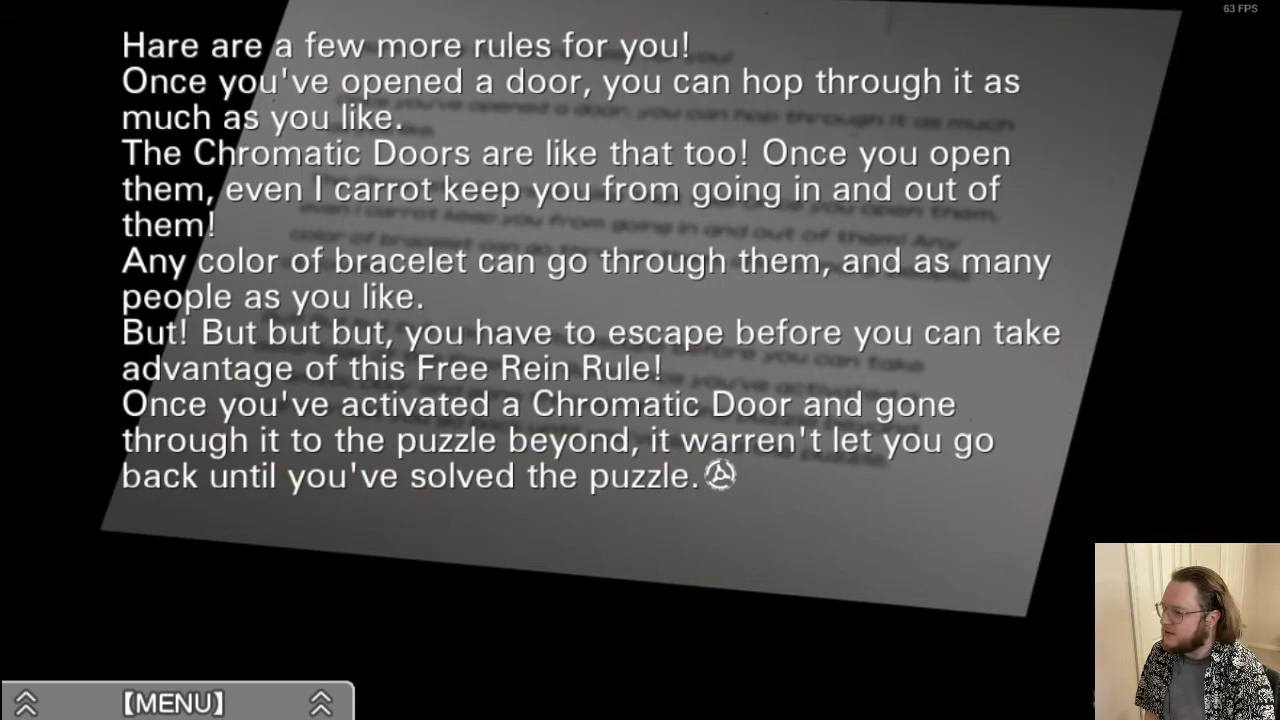 63 FPS
Hare are a few more rules for you!
Once you've opened a door, you can hop through it as
much as you like.
The Chromatic Doors are like that too! Once you open
them, even I carrot keep you from going in and out of
them!
Any color of bracelet can go through them, and as many
people as you like.
But! But but but, you have to escape before you can take
advantage of this Free Rein Rule!
Once you've activated a Chromatic Door and gone
through it to the puzzle beyond, it warren't let you go
back until you've solved the puzzle.
【MENU】